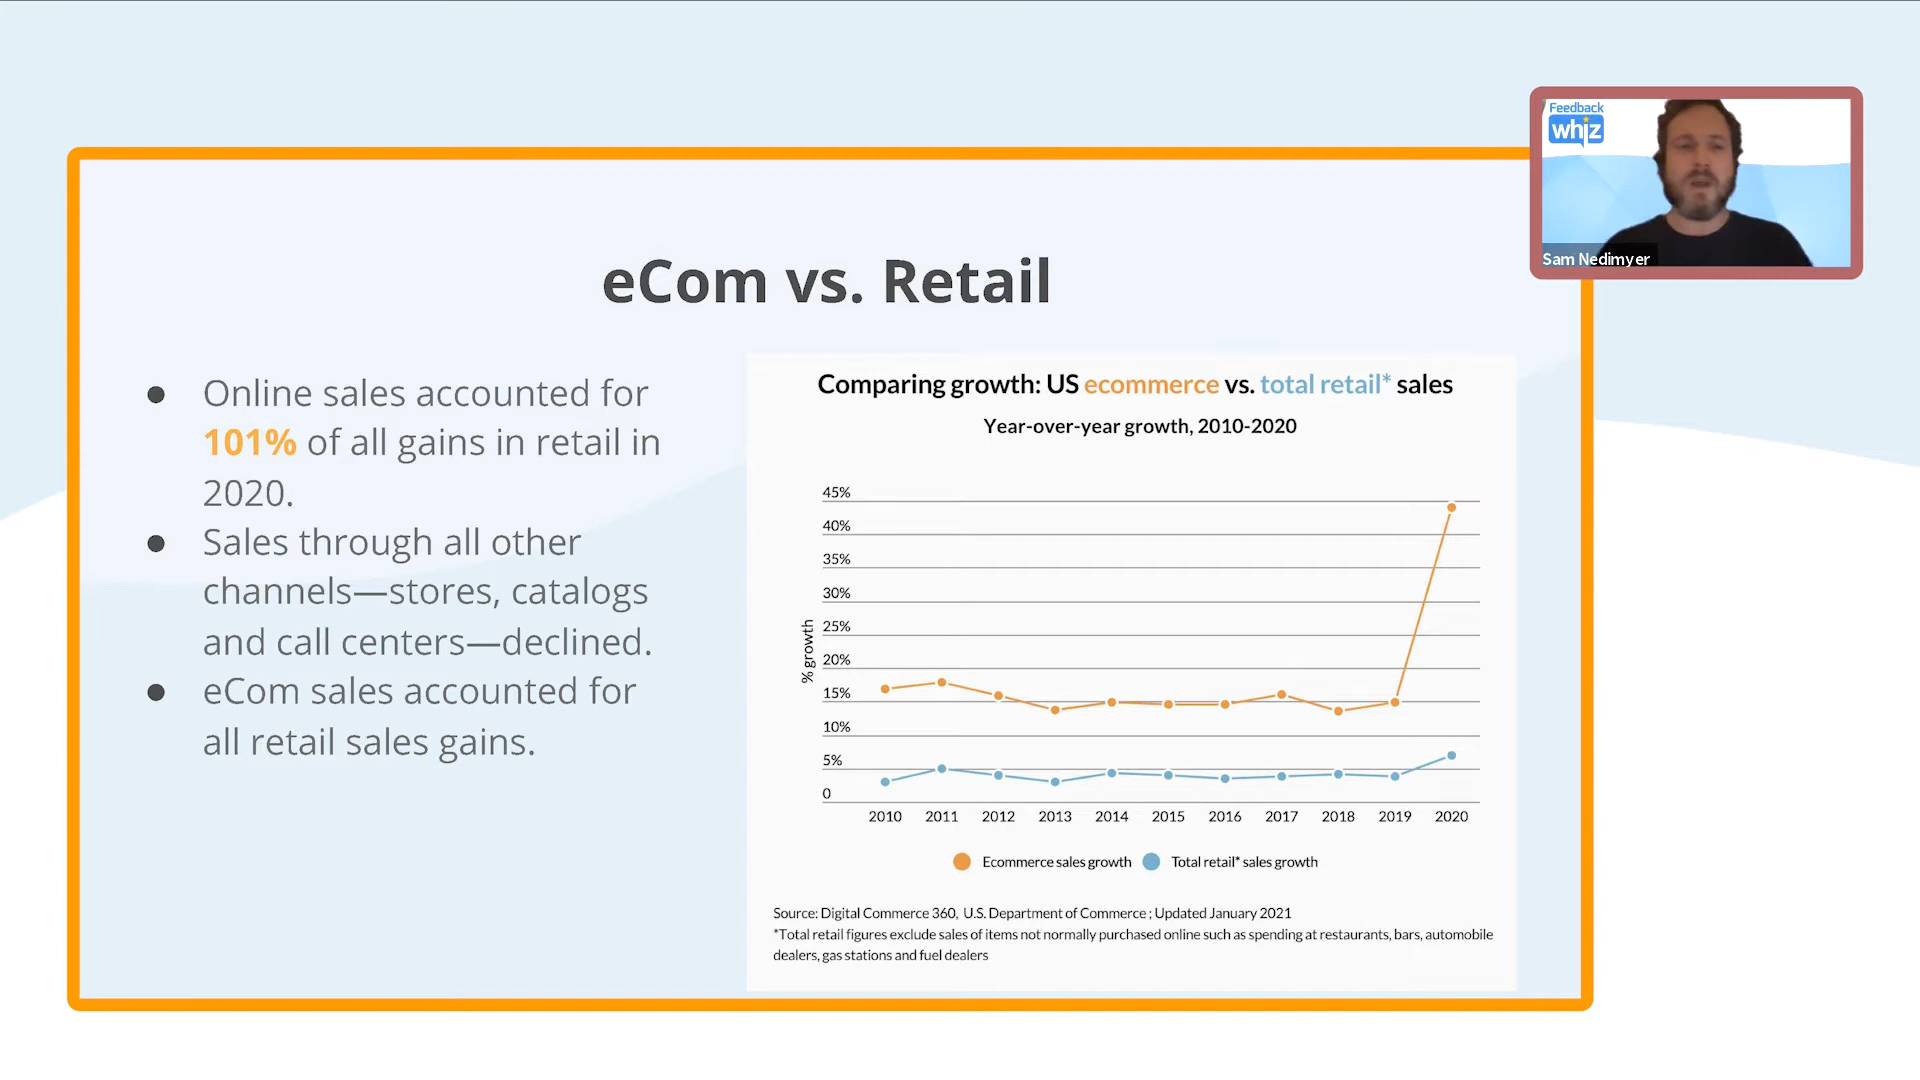 Feedback
whiz
Sam Nedimyer
eCom vs. Retail
● Online sales accounted for
101% of all gains in retail in
2020.
● Sales through all other
channels—stores, catalogs
and call centers—declined.
● eCom sales accounted for
all retail sales gains.
Comparing growth: US ecommerce vs. total retail* sales
Year-over-year growth, 2010-2020
% growth
45%
40%
35%
30%
25%
20%
15%
10%
5%
0
2010 2011 2012 2013 2014 2015 2016 2017 2018 2019 2020
Ecommerce sales growth Total retail* sales growth
Source: Digital Commerce 360, U.S. Department of Commerce ; Updated January 2021
*Total retail figures exclude sales of items not normally purchased online such as spending at restaurants, bars, automobile
dealers, gas stations and fuel dealers